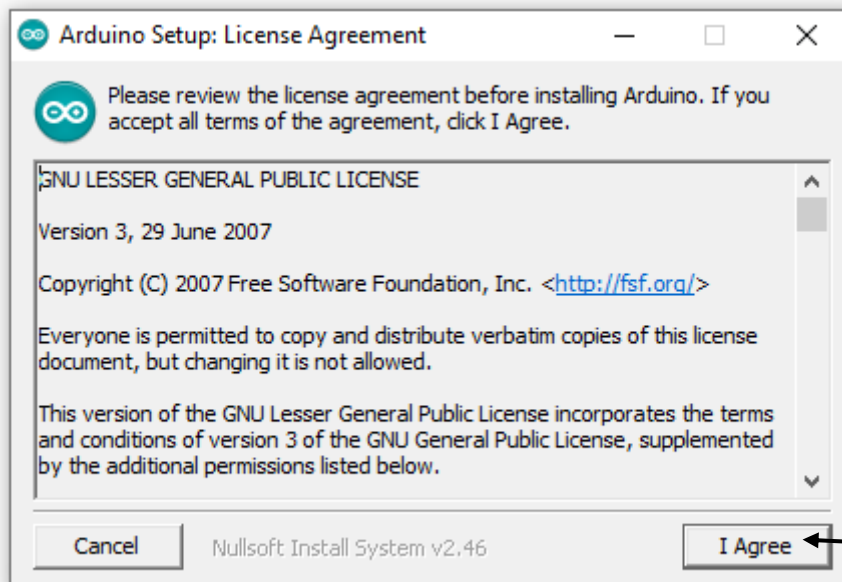 Arduino Setup: License Agreement
Please review the license agreement before installing Arduino. If you
accept all terms of the agreement, click I Agree.
GNU LESSER GENERAL PUBLIC LICENSE
Version 3, 29 June 2007
Copyright (C) 2007 Free Software Foundation, Inc. <http://fsf.org/>
Everyone is permitted to copy and distribute verbatim copies of this license
document, but changing it is not allowed.
This version of the GNU Lesser General Public License incorporates the terms
and conditions of version 3 of the GNU General Public License, supplemented
by the additional permissions listed below.
Cancel Nullsoft Install System v2.46 I Agree